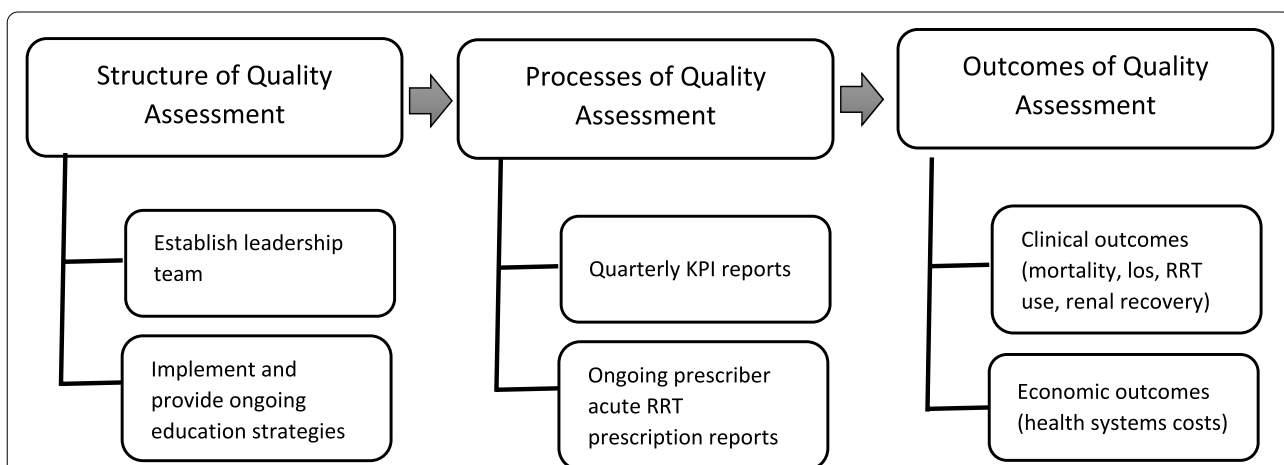 Structure of Quality
Assessment
Establish leadership
team
Implement and
provide ongoing
education strategies
Processes of Quality
Assessment
Quarterly KPI reports
Ongoing prescriber
acute RRT
prescription reports
Outcomes of Quality
Assessment
Clinical outcomes
(mortality, los, RRT
use, renal recovery)
Economic outcomes
(health systems costs)